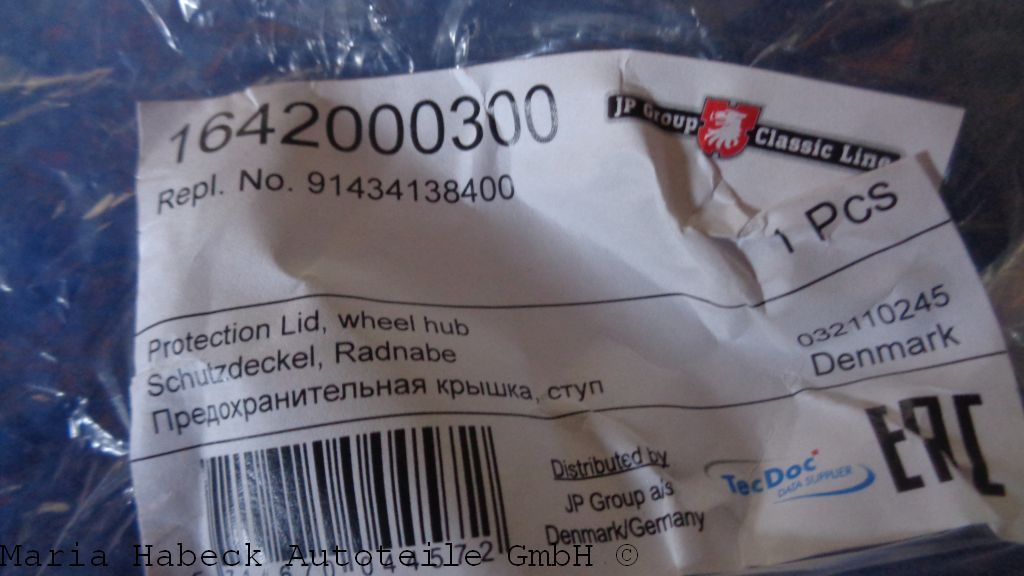 1642000300
JP Group Classic Line
Repl. No. 91434138400
1 Pcs
Protection Lid, wheel hub
Schutzdeckel, Radnabe
Предохранительная крышка, ступ
032110245
Denmark
Distributed by
JP Group a/s
Denmark/Germany
TecDoc
DATA SUPPLIER
EAC
Maria Habeck Autoteile GmbH ©